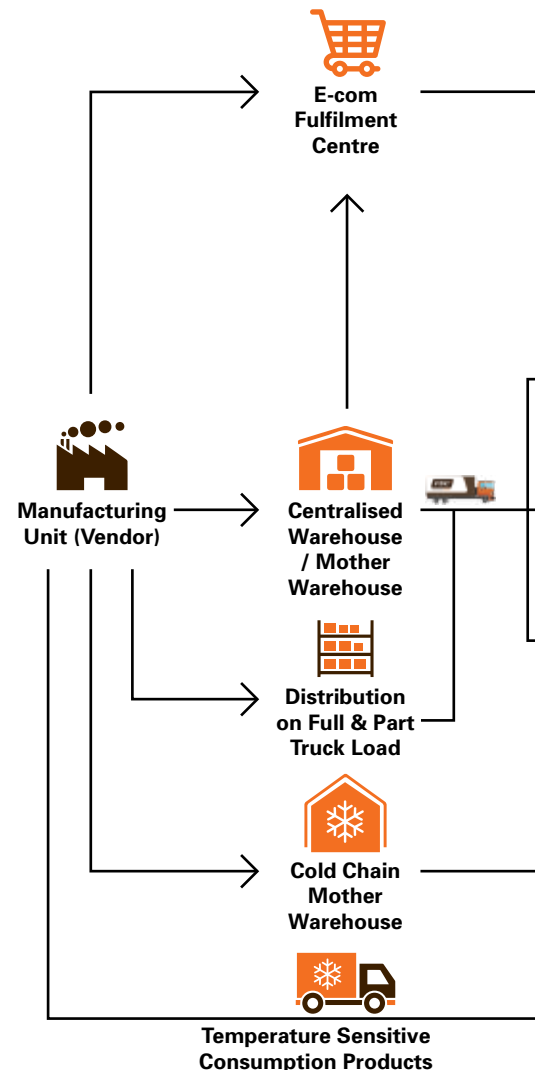 E-com
Fulfilment
Centre
Manufacturing
Unit (Vendor)
Centralised
Warehouse
/ Mother
Warehouse
Distribution
on Full & Part
Truck Load
Cold Chain
Mother
Warehouse
Temperature Sensitive
Consumption Products